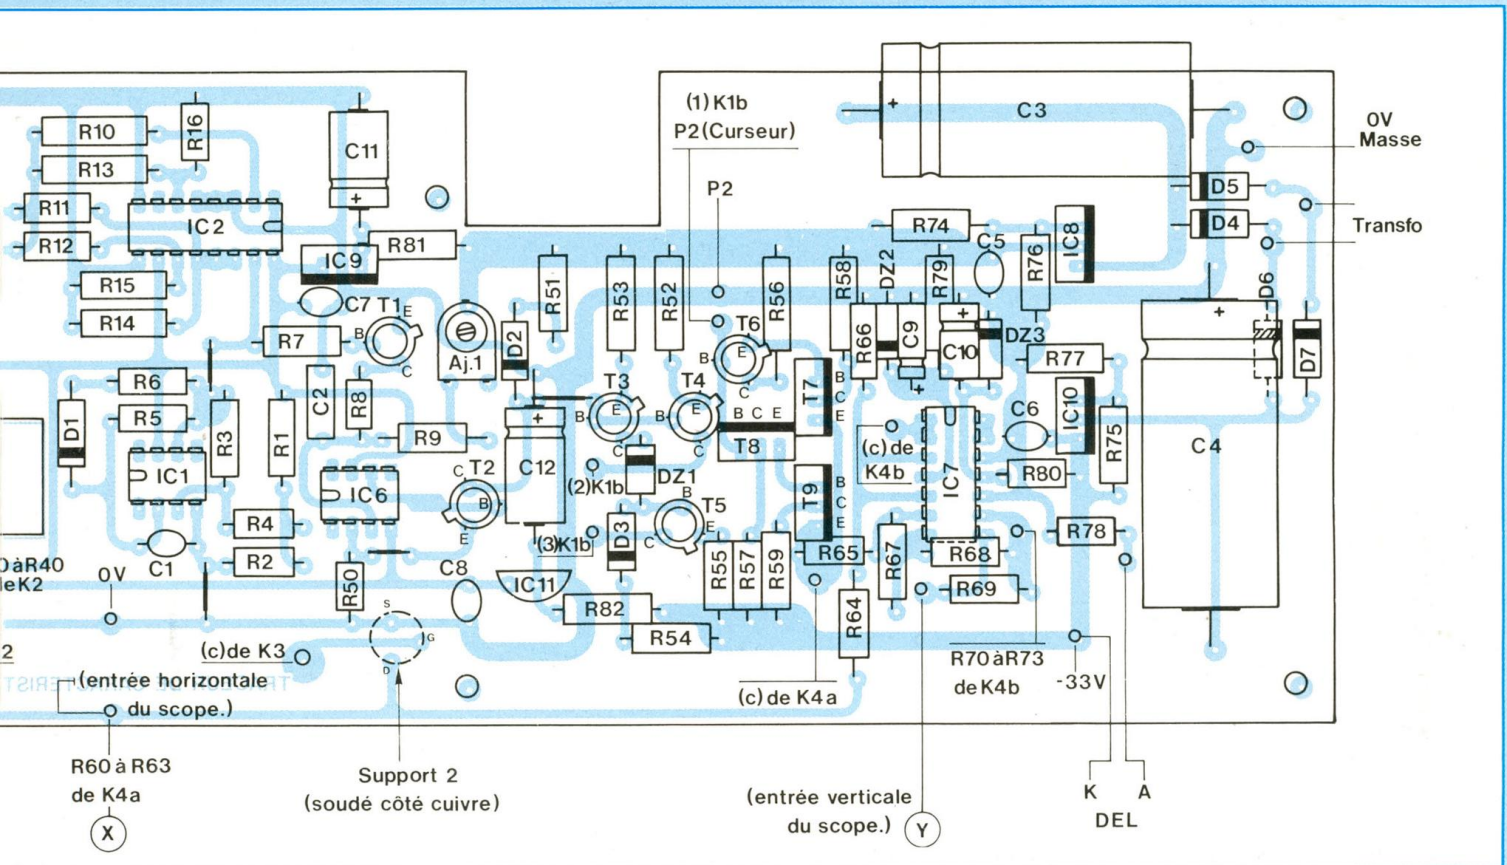 (1) K1b
P2(Curseur)
P2
C3
0V
Masse
Transfo
R10
R16
R13
C11
+
R11
R12
IC2
R81
IC9
R15
C7
R14
T1
E
B
C
R7
Aj.1
D2
R51
R53
R52
R56
R58
DZ2
R74
R79
C5
R76
IC8
D5
D4
D6
D7
+
C4
T6
B
E
C
R66
C9
+
C10
+
DZ3
R77
R6
R5
C2
R8
R9
T3
B
E
C
T4
B
E
C
B C E
T8
T7
B
C
E
(c) de
K4b
C6
IC10
R75
D1
R3
R1
IC1
IC6
C
T2
B
E
+
C12
(2)K1b
DZ1
T5
B
E
C
T9
B
C
E
IC7
R80
R4
R2
(3)K1b
D3
R55
R57
R59
R65
R67
R68
R69
R78
0àR40
de K2
0V
C1
R50
C8
IC11
R82
R54
R64
S
G
D
(c)de K3
2
(entrée horizontale
du scope.)
(c) de K4a
R70àR73
de K4b
-33V
R60 à R63
de K4a
X
Support 2
(soudé côté cuivre)
(entrée verticale
du scope.)
Y
K
A
DEL